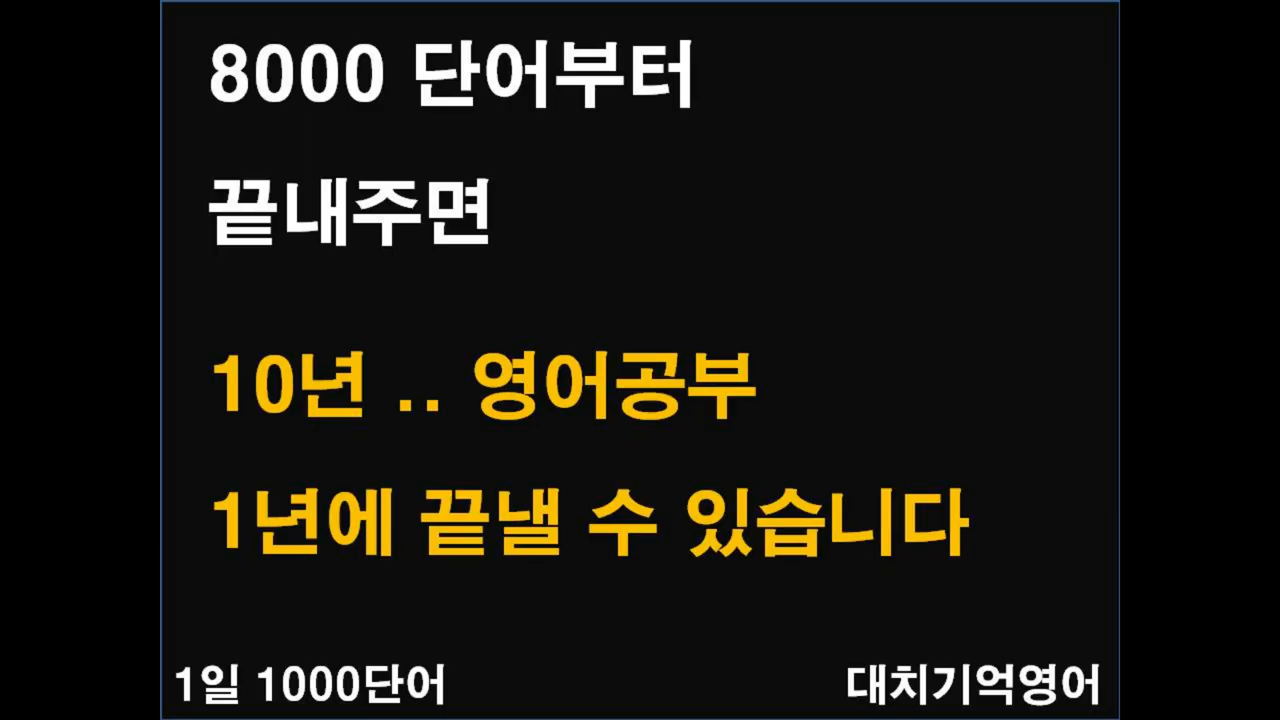 8000 단어부터
끝내주면
10년 .. 영어공부
1년에 끝낼 수 있습니다
1일 1000단어
대치기억영어